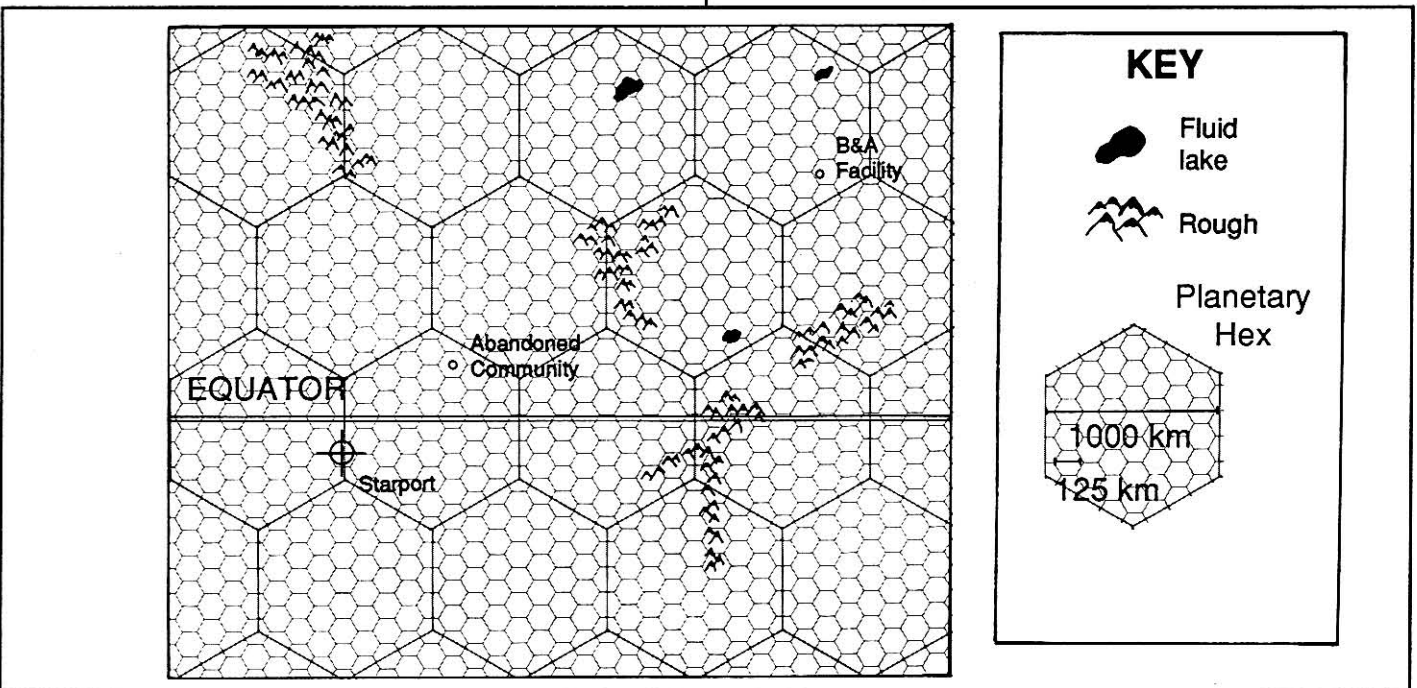 B&A
Facility
Abandoned
Community
EQUATOR
Starport
KEY
Fluid
lake
Rough
Planetary
Hex
1000 km
125 km